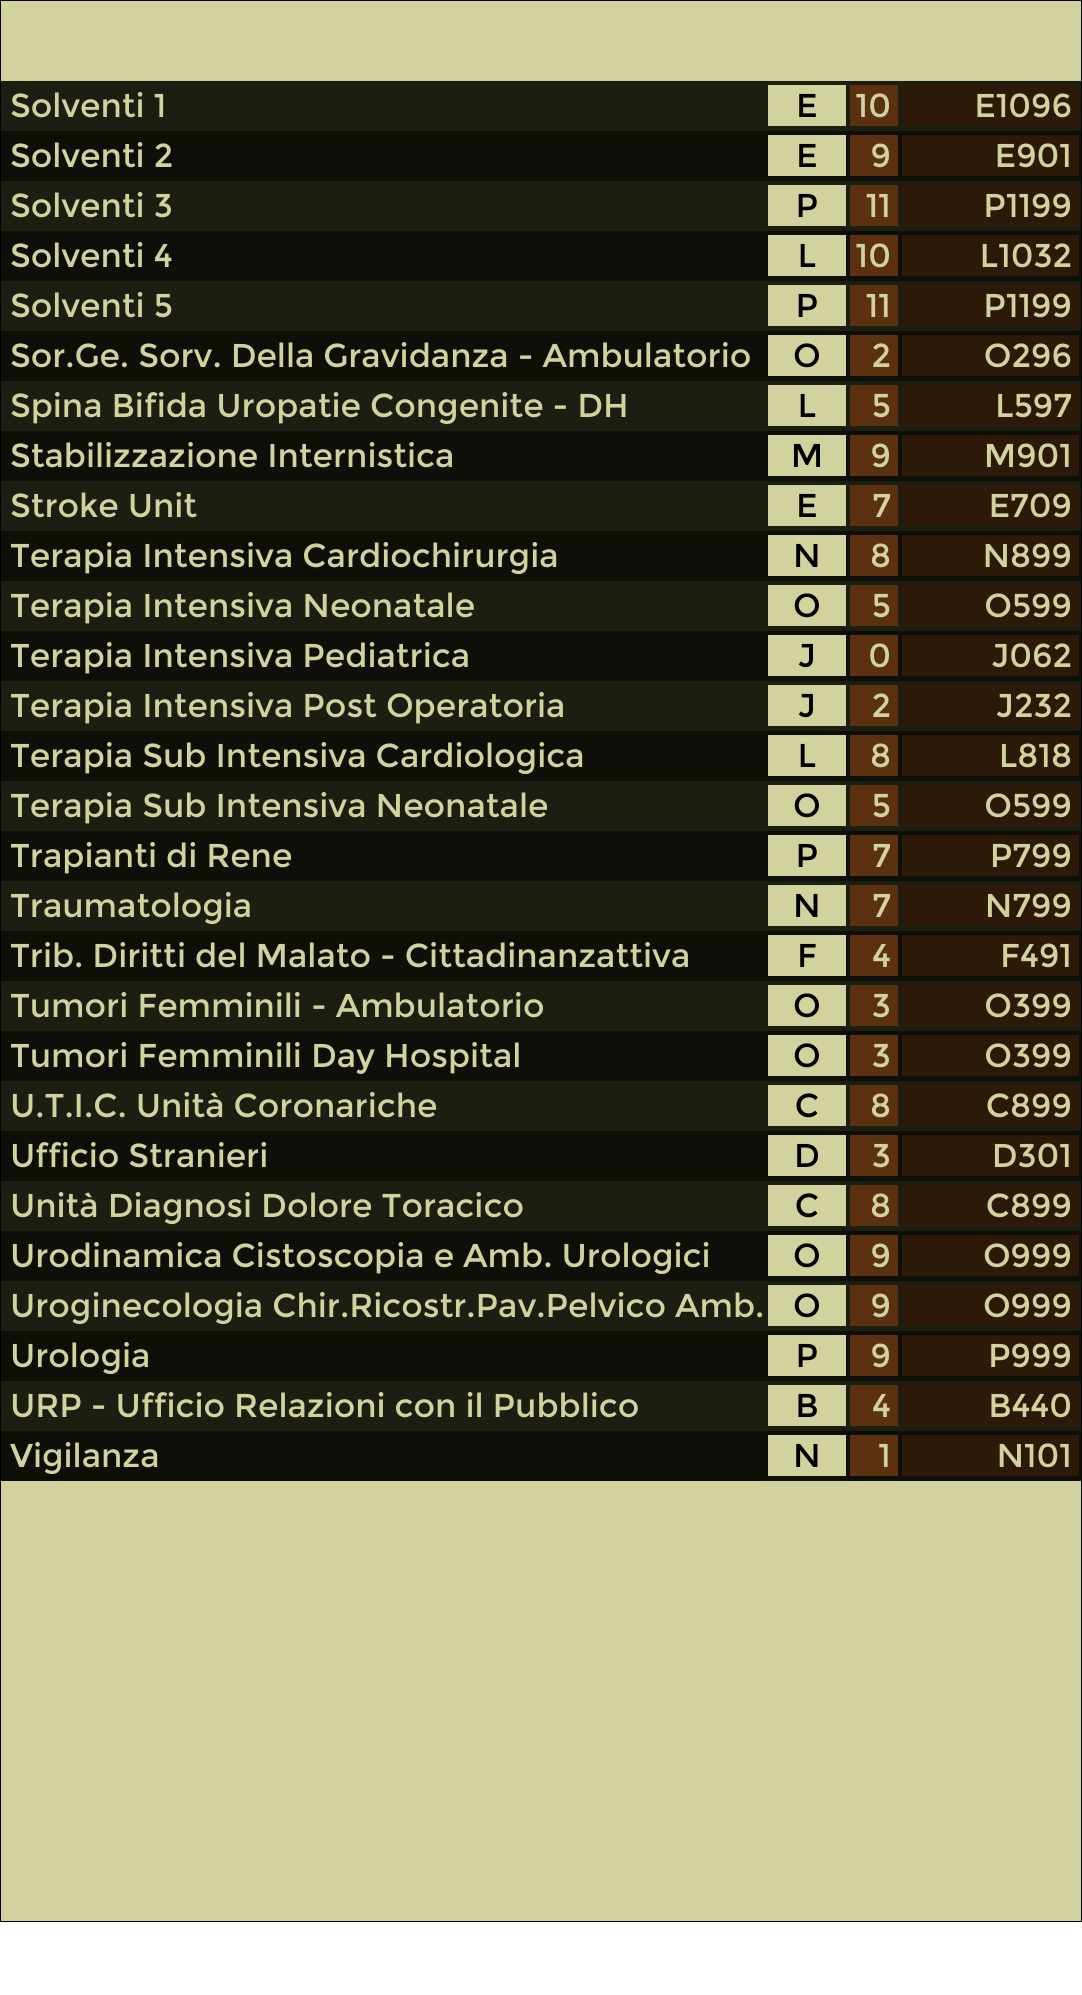 Solventi 1 E 10 E1096
Solventi 2 E 9 E901
Solventi 3 P 11 P1199
Solventi 4 L 10 L1032
Solventi 5 P 11 P1199
Sor.Ge. Sorv. Della Gravidanza - Ambulatorio O 2 O296
Spina Bifida Uropatie Congenite - DH L 5 L597
Stabilizzazione Internistica M 9 M901
Stroke Unit E 7 E709
Terapia Intensiva Cardiochirurgia N 8 N899
Terapia Intensiva Neonatale O 5 O599
Terapia Intensiva Pediatrica J 0 J062
Terapia Intensiva Post Operatoria J 2 J232
Terapia Sub Intensiva Cardiologica L 8 L818
Terapia Sub Intensiva Neonatale O 5 O599
Trapianti di Rene P 7 P799
Traumatologia N 7 N799
Trib. Diritti del Malato - Cittadinanzattiva F 4 F491
Tumori Femminili - Ambulatorio O 3 O399
Tumori Femminili Day Hospital O 3 O399
U.T.I.C. Unità Coronariche C 8 C899
Ufficio Stranieri D 3 D301
Unità Diagnosi Dolore Toracico C 8 C899
Urodinamica Cistoscopia e Amb. Urologici O 9 O999
Uroginecologia Chir.Ricostr.Pav.Pelvico Amb. O 9 O999
Urologia P 9 P999
URP - Ufficio Relazioni con il Pubblico B 4 B440
Vigilanza N 1 N101